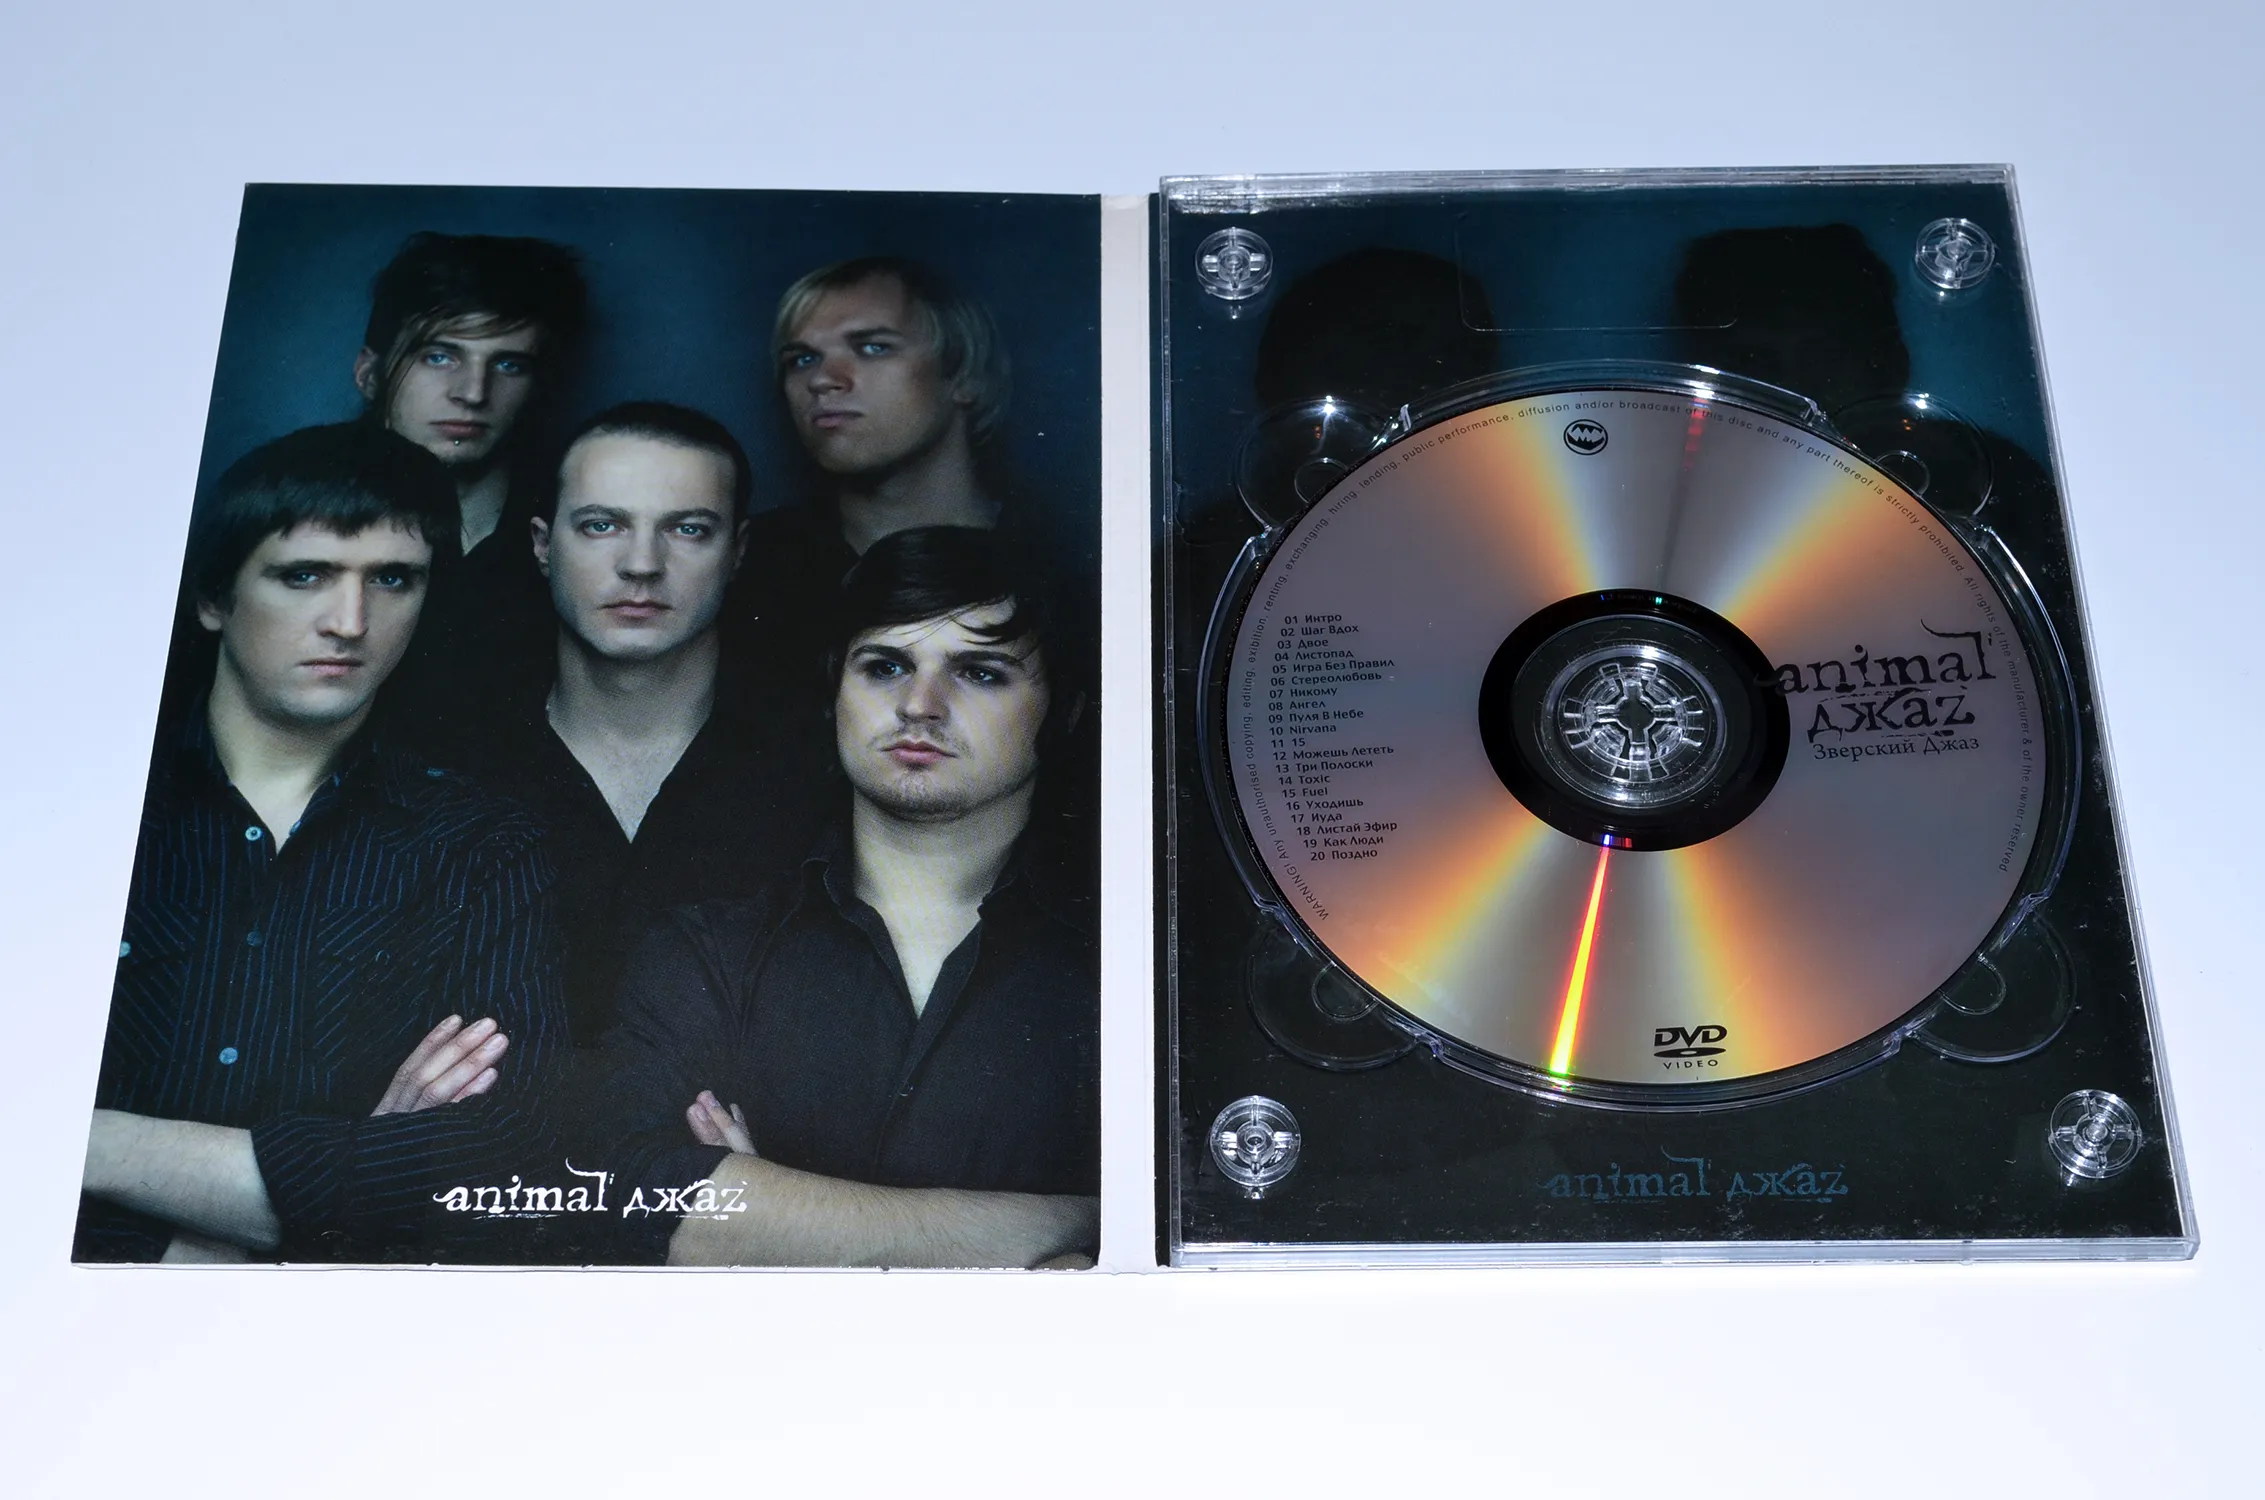 animal джаz
WARNING! Any unauthorised copying, editing, exibition, renting, exchanging, hiring, lending, public performance, diffusion and/or broadcast of this disc and any part thereof is strictly prohibited. All rights of the manufacturer & of the owner reserved
01 Интро
02 Шаг Вдох
03 Двое
04 Листопад
05 Игра Без Правил
06 Стереолюбовь
07 Никому
08 Ангел
09 Пуля В Небе
10 Nirvana
11 15
12 Можешь Лететь
13 Три Полоски
14 Toxic
15 Fuel
16 Уходишь
17 Иуда
18 Листай Эфир
19 Как Люди
20 Поздно
animal
джаz
Зверский Джаз
DVD
VIDEO
animal джаz